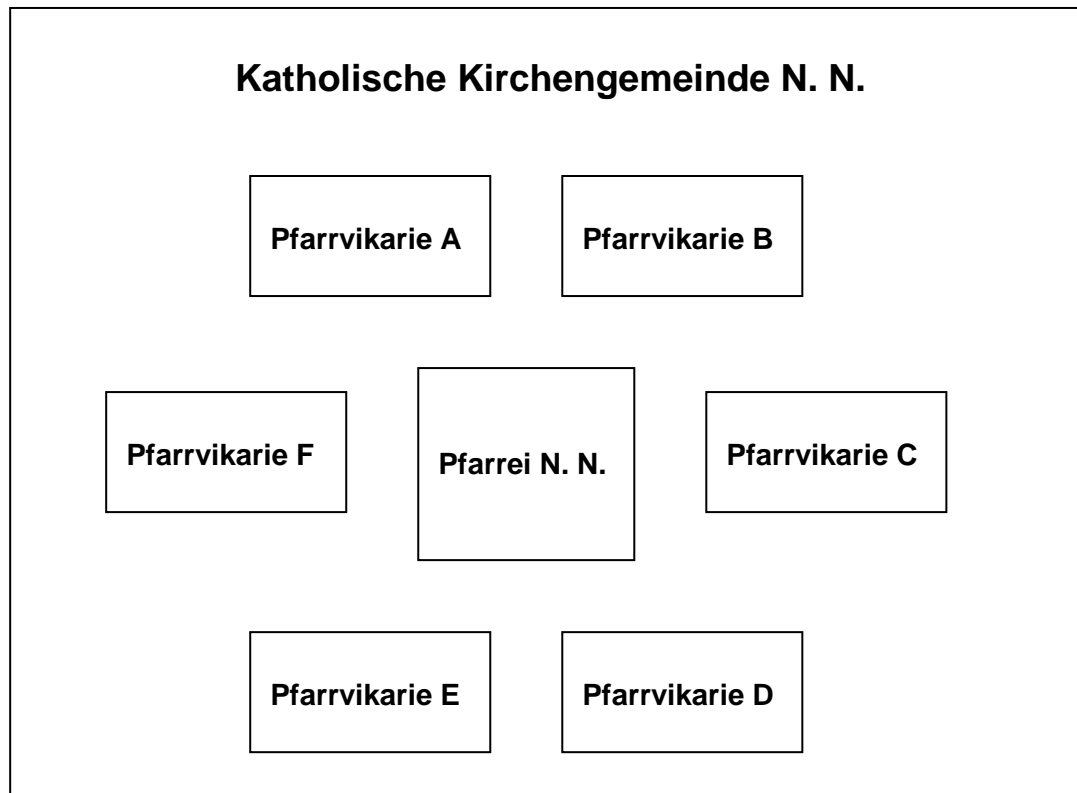 Katholische Kirchengemeinde N. N.
Pfarrvikarie A
Pfarrvikarie B
Pfarrvikarie F
Pfarrei N. N.
Pfarrvikarie C
Pfarrvikarie E
Pfarrvikarie D